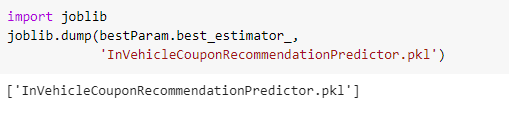 import joblib
joblib.dump(bestParam.best_estimator_,
'InVehicleCouponRecommendationPredictor.pkl')
['InVehicleCouponRecommendationPredictor.pkl']